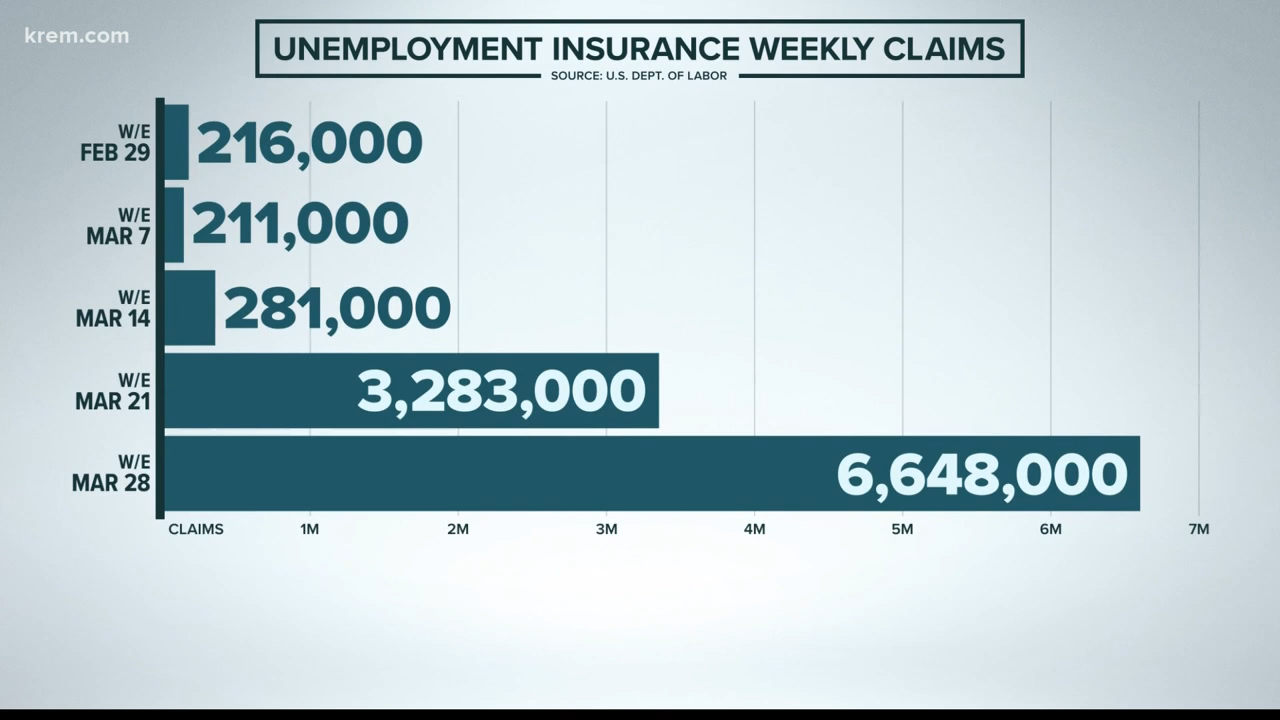 krem.com
UNEMPLOYMENT INSURANCE WEEKLY CLAIMS
SOURCE: U.S. DEPT. OF LABOR
W/E
FEB 29
216,000
W/E
MAR 7
211,000
W/E
MAR 14
281,000
W/E
MAR 21
3,283,000
W/E
MAR 28
6,648,000
CLAIMS 1M 2M 3M 4M 5M 6M 7M